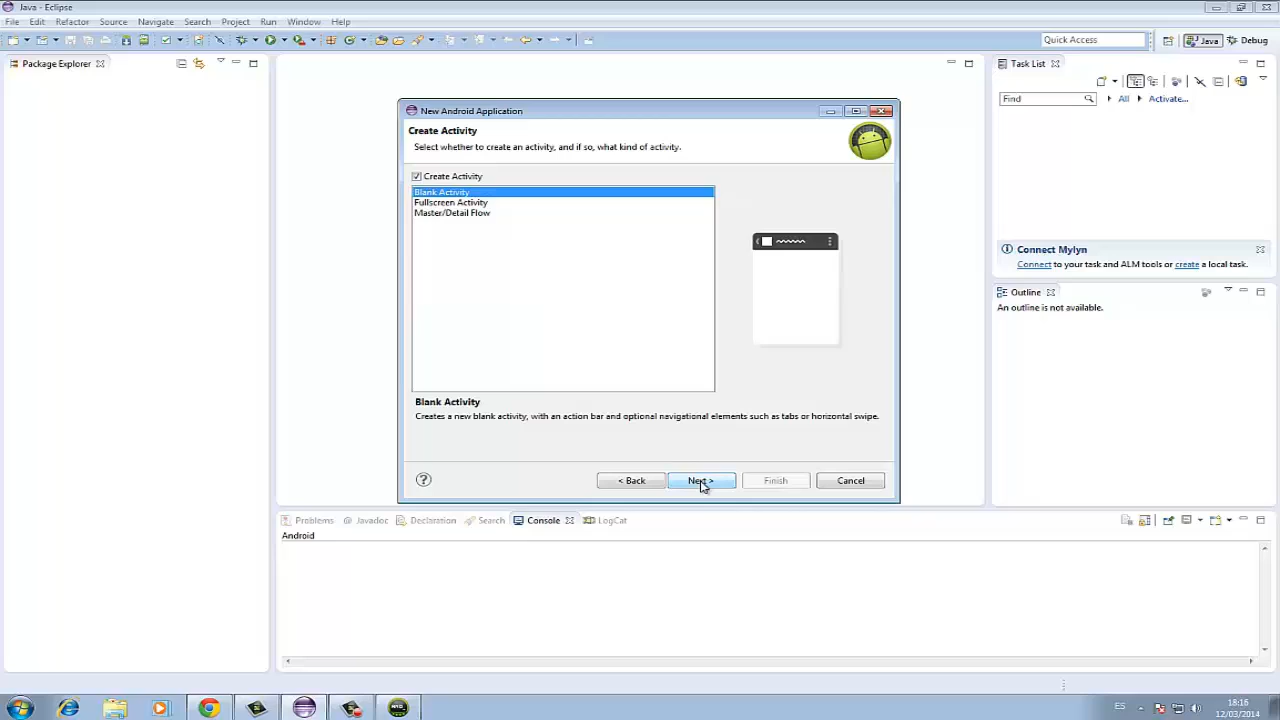 Java - Eclipse
File Edit Refactor Source Navigate Search Project Run Window Help
Quick Access
Java
Debug
Package Explorer
Task List
Find
All
Activate...
New Android Application
Create Activity
Select whether to create an activity, and if so, what kind of activity.
Create Activity
Blank Activity
Fullscreen Activity
Master/Detail Flow
Blank Activity
Creates a new blank activity, with an action bar and optional navigational elements such as tabs or horizontal swipe.
< Back
Next >
Finish
Cancel
Connect Mylyn
Connect to your task and ALM tools or create a local task.
Outline
An outline is not available.
Problems Javadoc Declaration Search Console LogCat
Android
ES
18:16
12/03/2014